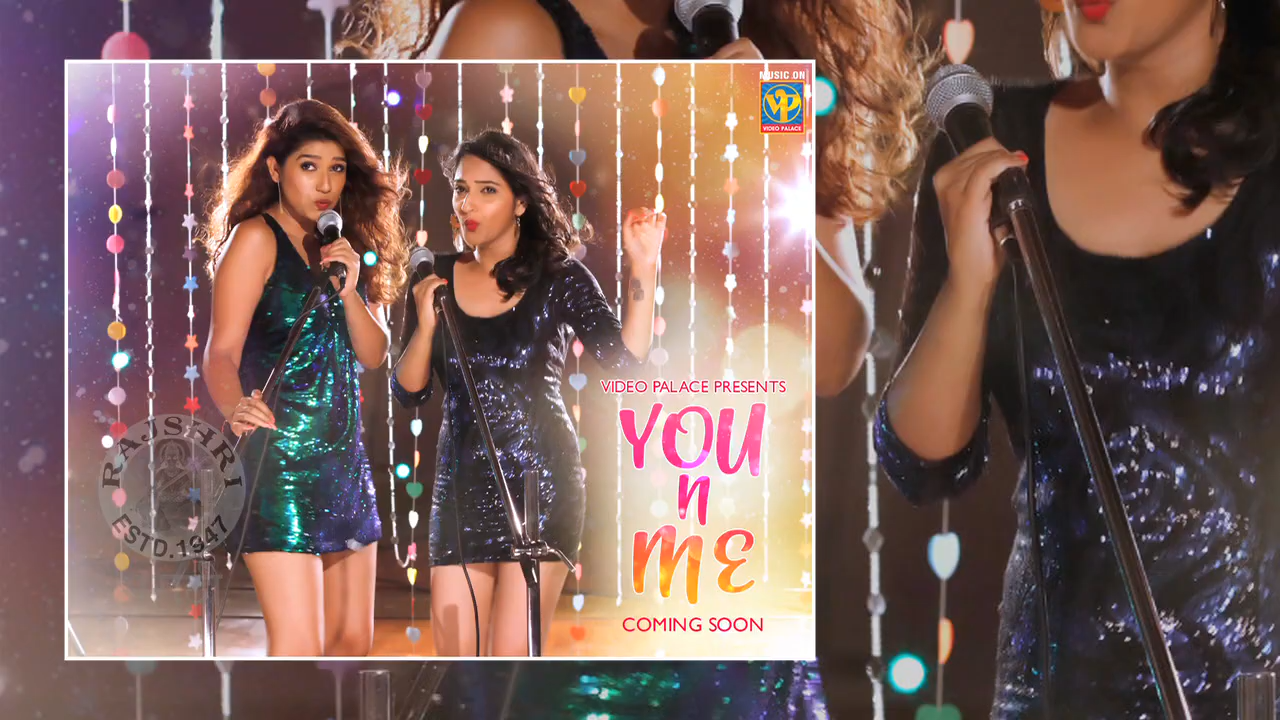 MUSIC ON
VP
VIDEO PALACE
VIDEO PALACE PRESENTS
YOU
n
ME
COMING SOON
RAJSHRI
ESTD.1947